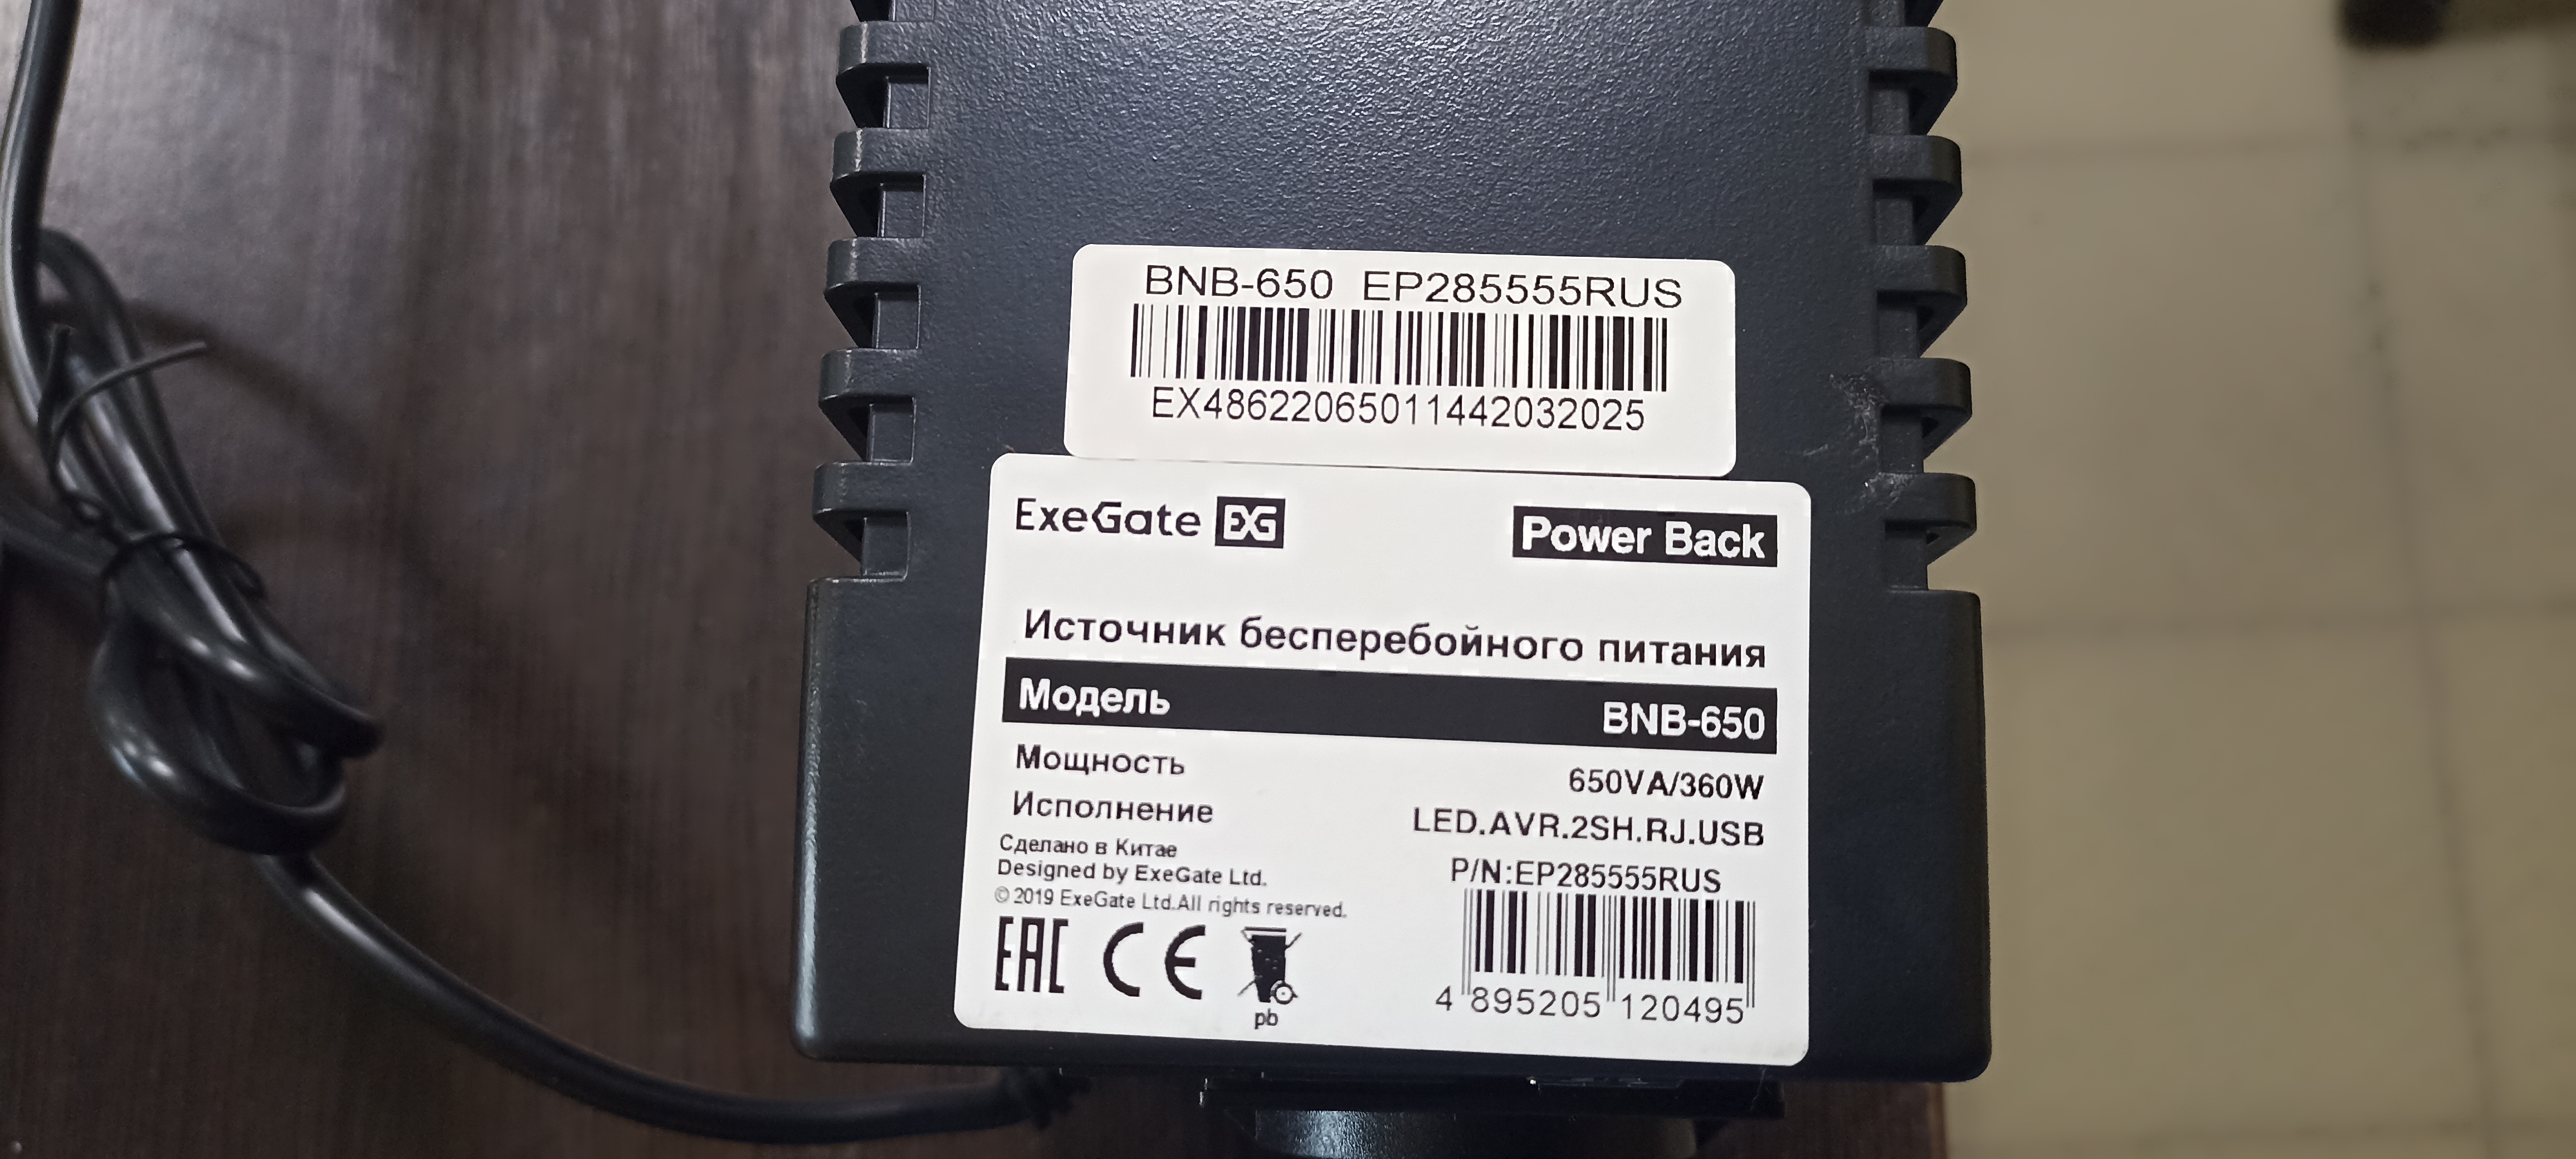 BNB-650 EP285555RUS
EX48622065011442032025
ExeGate EXG
Power Back
Источник бесперебойного питания
Модель BNB-650
Мощность 650VA/360W
Исполнение LED.AVR.2SH.RJ.USB
Сделано в Китае
Designed by ExeGate Ltd.
© 2019 ExeGate Ltd.All rights reserved.
P/N:EP285555RUS
EAC CE
pb
4 895205 120495